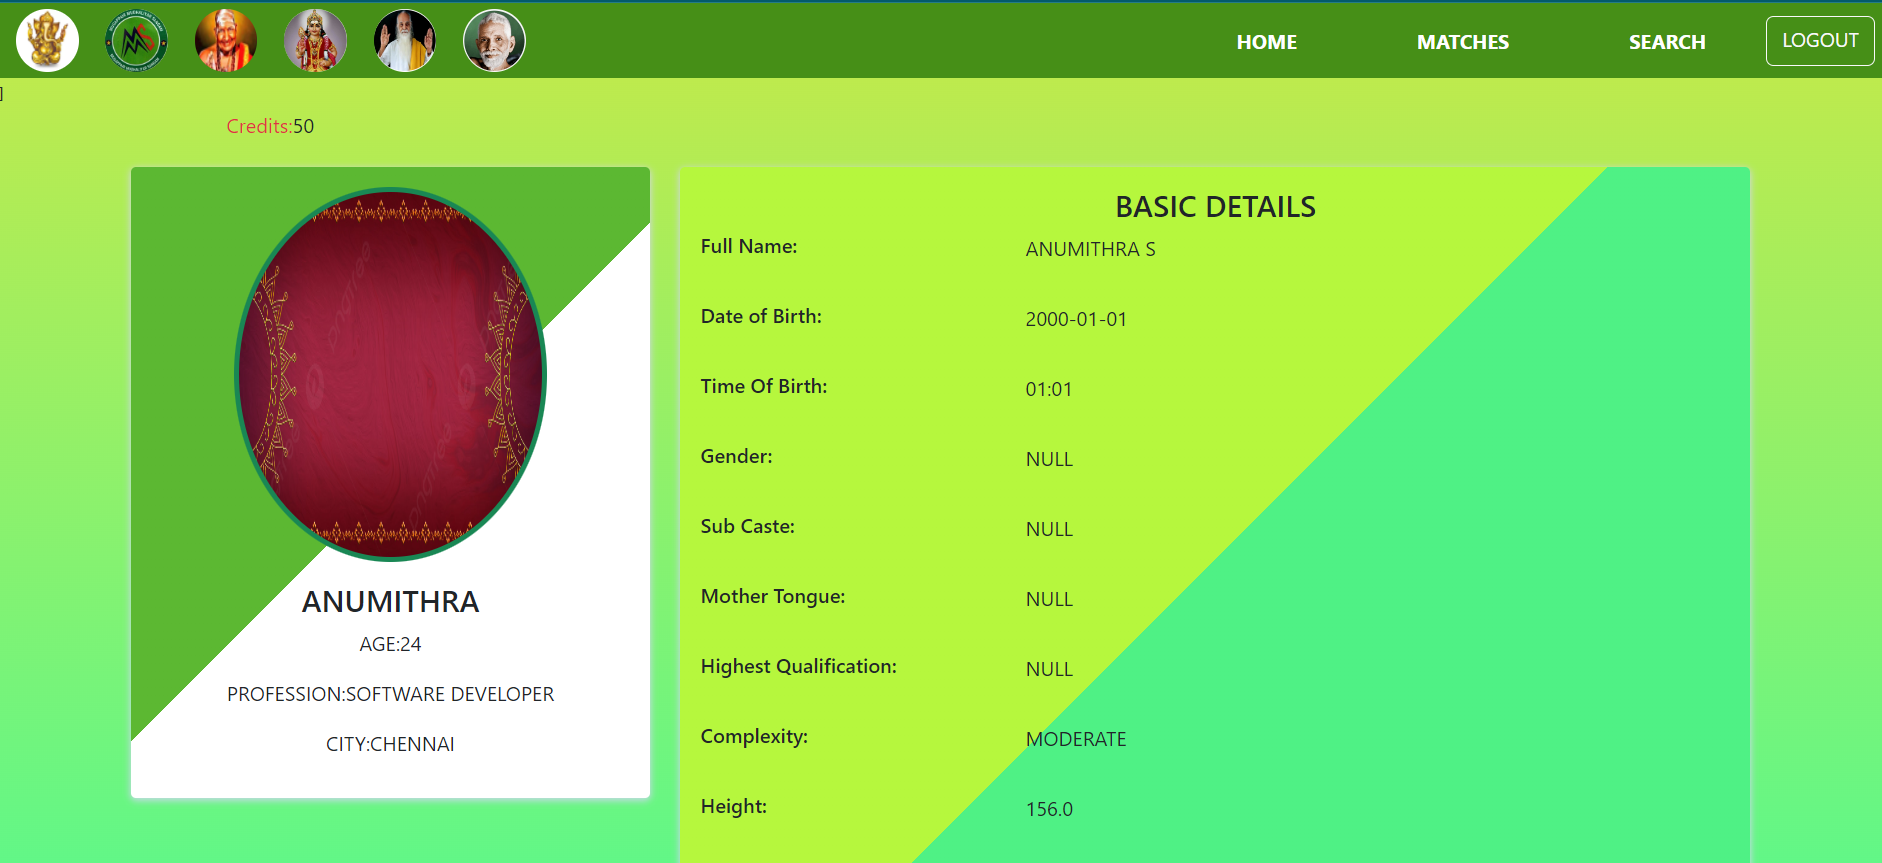 HOME MATCHES SEARCH LOGOUT
]
Credits:50
ANUMITHRA
AGE:24
PROFESSION:SOFTWARE DEVELOPER
CITY:CHENNAI
BASIC DETAILS
Full Name: ANUMITHRA S
Date of Birth: 2000-01-01
Time Of Birth: 01:01
Gender: NULL
Sub Caste: NULL
Mother Tongue: NULL
Highest Qualification: NULL
Complexity: MODERATE
Height: 156.0